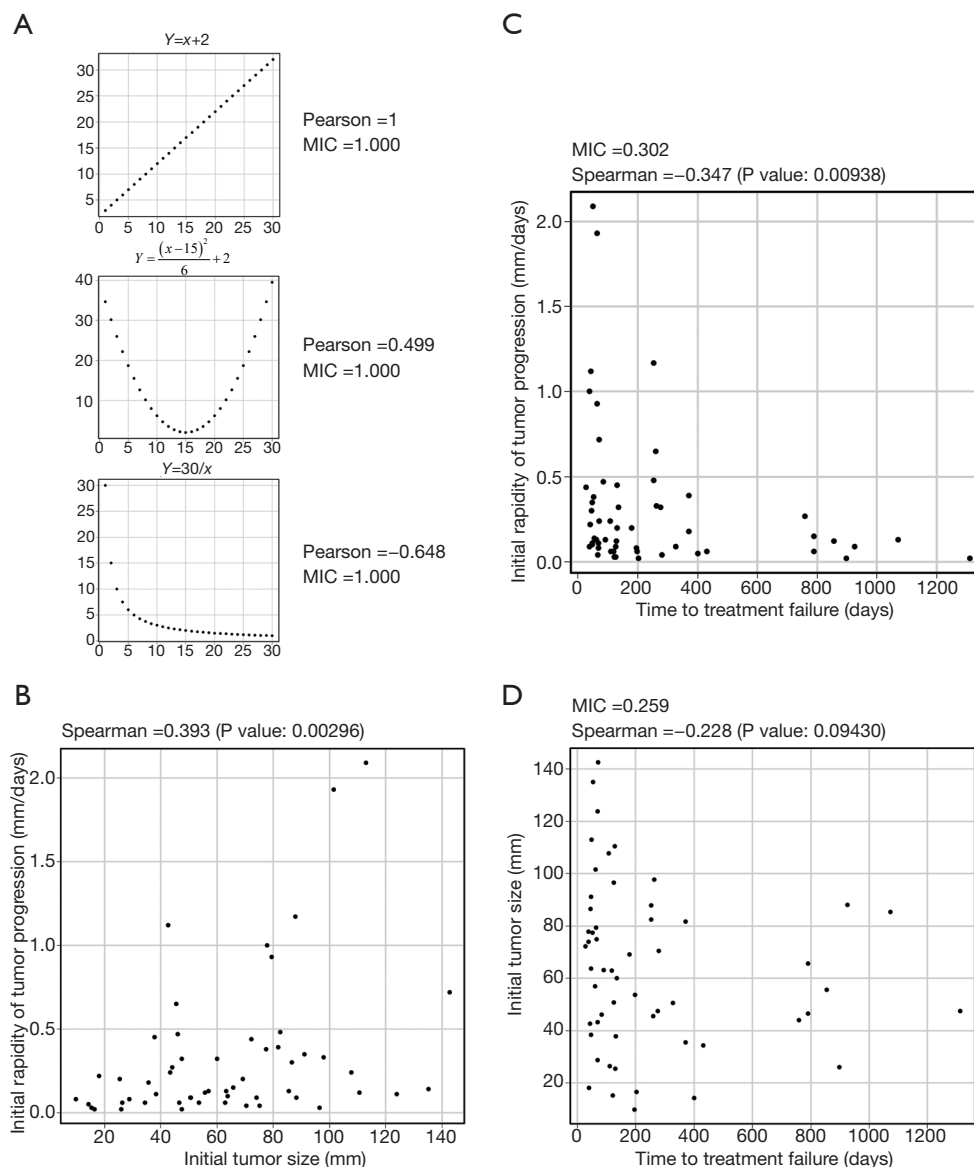 A
Y=x+2
30
25
20
15
10
5
0 5 10 15 20 25 30
Pearson =1
MIC =1.000
Y = (x−15)²/6 + 2
40
30
20
10
0 5 10 15 20 25 30
Pearson =0.499
MIC =1.000
Y=30/x
30
25
20
15
10
5
0
0 5 10 15 20 25 30
Pearson =−0.648
MIC =1.000
B
Spearman =0.393 (P value: 0.00296)
Initial rapidity of tumor progression (mm/days)
2.0
1.5
1.0
0.5
0.0
20 40 60 80 100 120 140
Initial tumor size (mm)
C
MIC =0.302
Spearman =−0.347 (P value: 0.00938)
Initial rapidity of tumor progression (mm/days)
2.0
1.5
1.0
0.5
0.0
0 200 400 600 800 1000 1200
Time to treatment failure (days)
D
MIC =0.259
Spearman =−0.228 (P value: 0.09430)
Initial tumor size (mm)
140
120
100
80
60
40
20
0 200 400 600 800 1000 1200
Time to treatment failure (days)